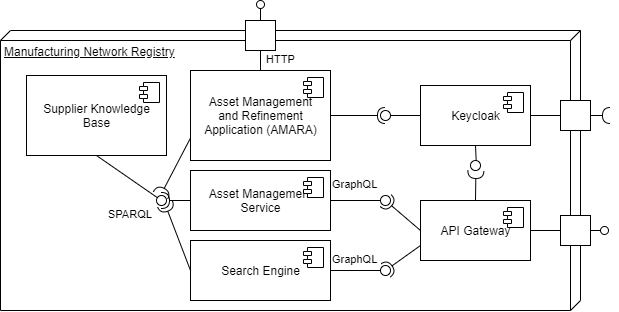 Manufacturing Network Registry
HTTP
Supplier Knowledge
Base
Asset Management
and Refinement
Application (AMARA)
Keycloak
SPARQL
Asset Management
Service
GraphQL
API Gateway
Search Engine
GraphQL